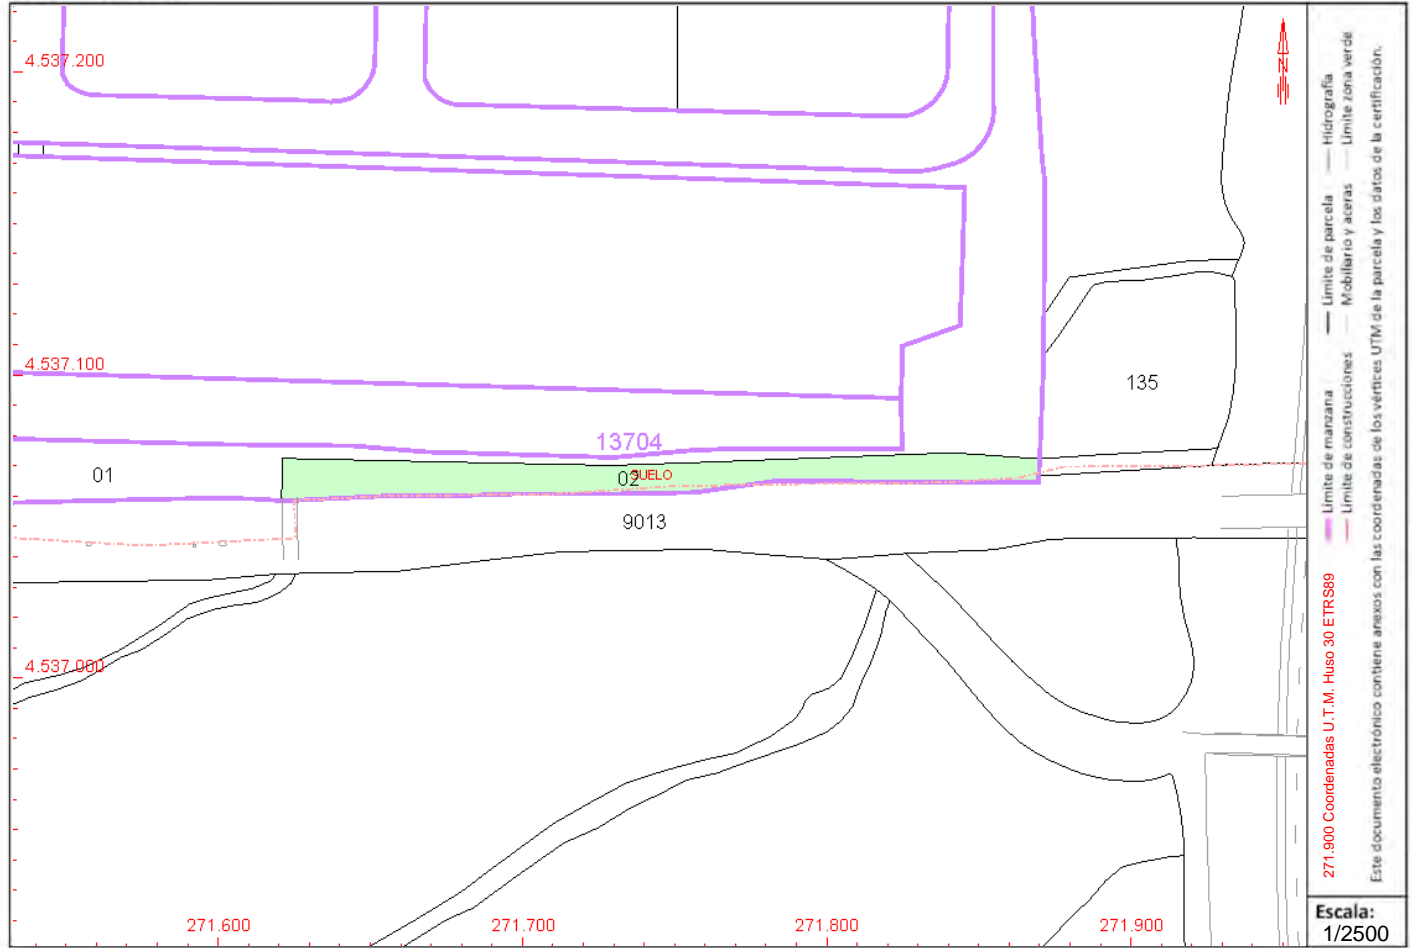 4.537.200
4.537.100
135
13704
01
02
SUELO
9013
4.537.000
271.600
271.700
271.800
271.900
N
Límite de manzana
Límite de parcela
Hidrografía
Límite de construcciones
Mobiliario y aceras
Límite zona verde
271.900 Coordenadas U.T.M. Huso 30 ETRS89
Este documento electrónico contiene anexos con las coordenadas de los vértices UTM de la parcela y los datos de la certificación.
Escala:
1/2500